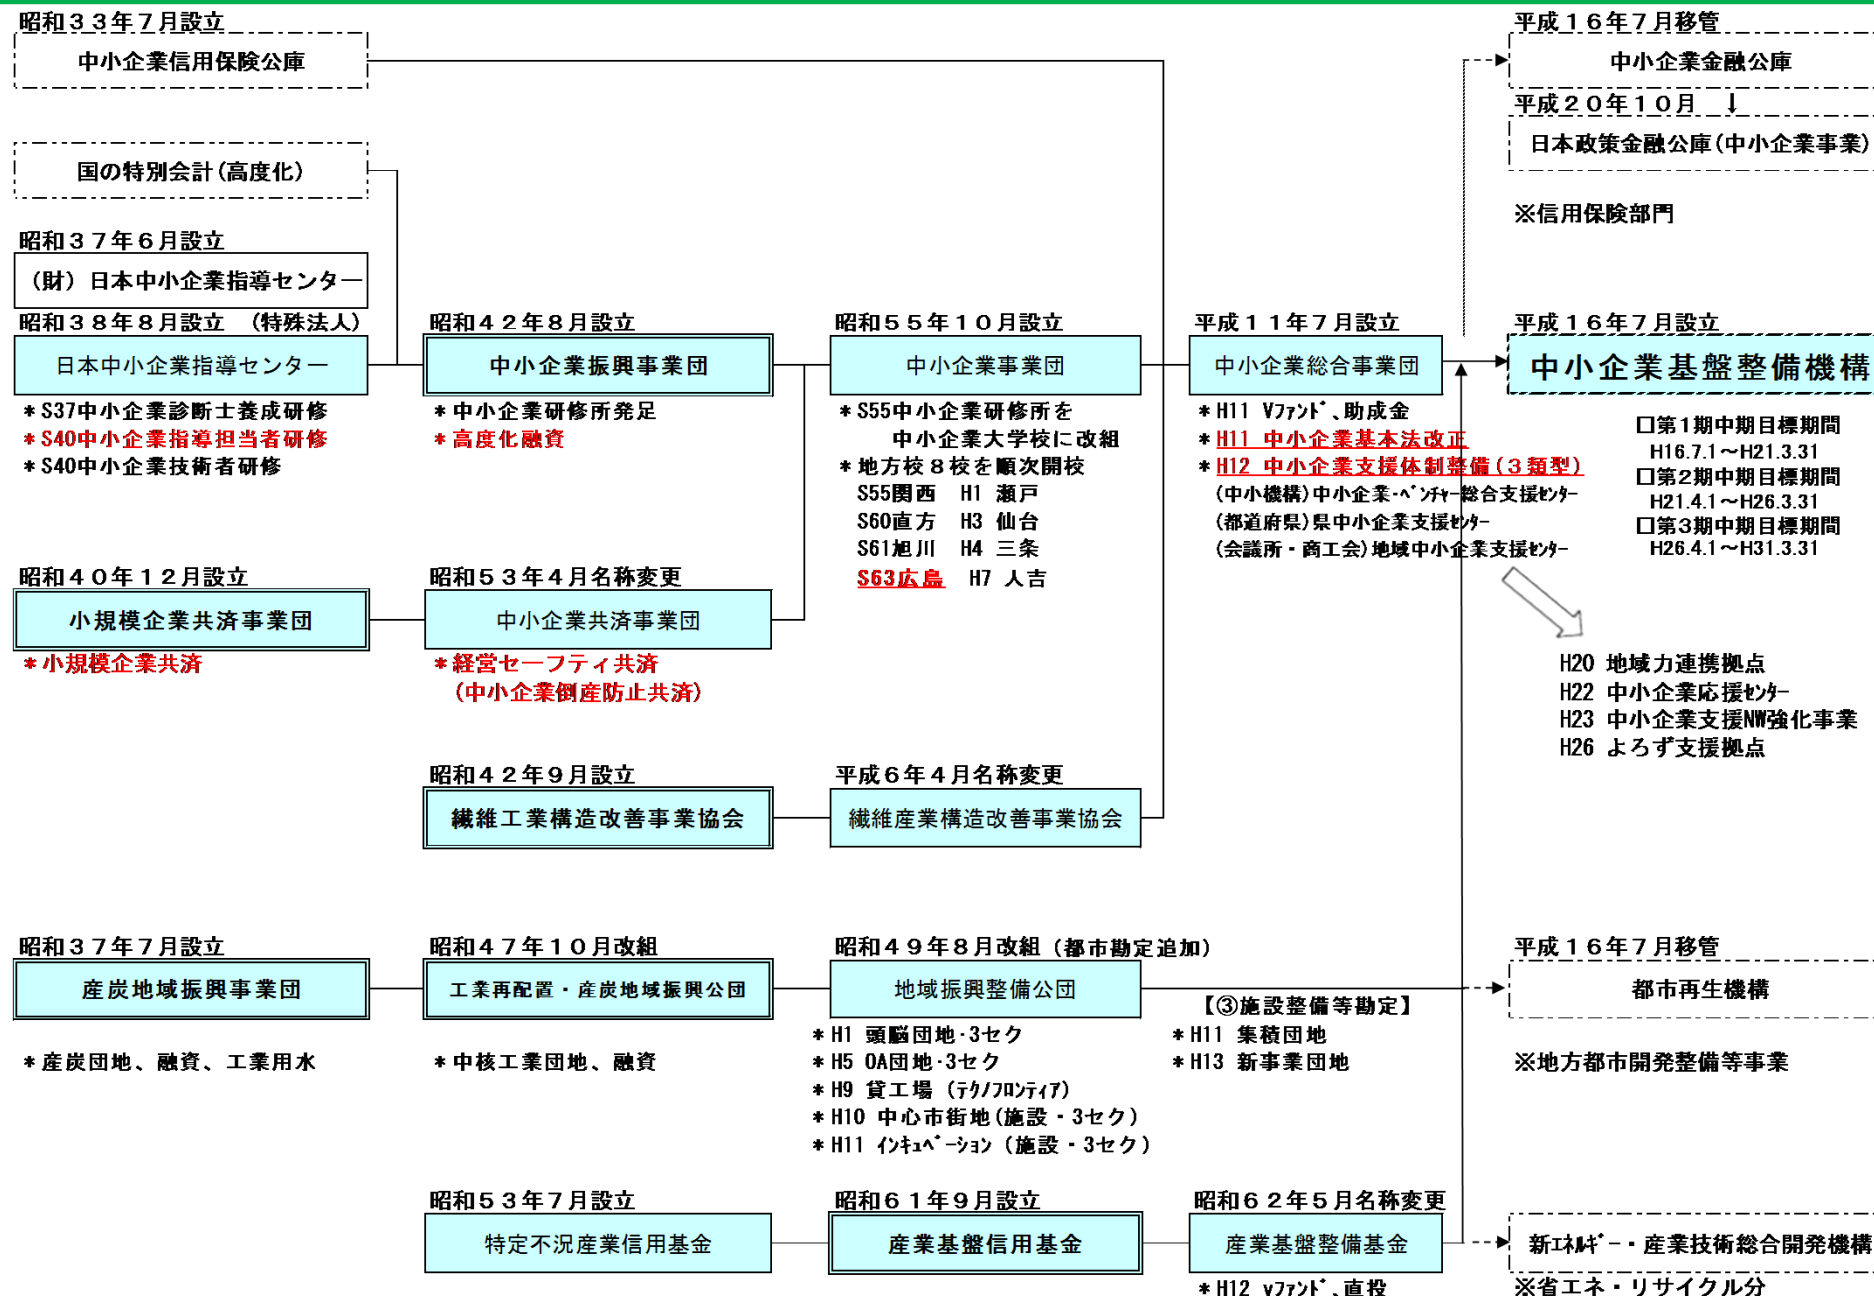 昭和３３年７月設立
中小企業信用保険公庫
国の特別会計(高度化)
昭和３７年６月設立
（財）日本中小企業指導センター
昭和３８年８月設立　(特殊法人)
日本中小企業指導センター
＊S37中小企業診断士養成研修
＊S40中小企業指導担当者研修
＊S40中小企業技術者研修
昭和４２年８月設立
中小企業振興事業団
＊中小企業研修所発足
＊高度化融資
昭和５５年１０月設立
中小企業事業団
＊S55中小企業研修所を
中小企業大学校に改組
＊地方校８校を順次開校
S55関西　H1 瀬戸
S60直方　H3 仙台
S61旭川　H4 三条
S63広島　H7 人吉
平成１１年７月設立
中小企業総合事業団
＊H11 Vﾌｧﾝﾄﾞ､助成金
＊H11 中小企業基本法改正
＊H12 中小企業支援体制整備(３類型)
(中小機構)中小企業･ﾍﾞﾝﾁｬｰ総合支援ｾﾝﾀｰ
(都道府県)県中小企業支援ｾﾝﾀｰ
(会議所・商工会)地域中小企業支援ｾﾝﾀｰ
平成１６年７月移管
中小企業金融公庫
平成２０年１０月　↓
日本政策金融公庫(中小企業事業)
※信用保険部門
平成１６年７月設立
中小企業基盤整備機構
□第１期中期目標期間
H16.7.1～H21.3.31
□第２期中期目標期間
H21.4.1～H26.3.31
□第３期中期目標期間
H26.4.1～H31.3.31
H20 地域力連携拠点
H22 中小企業応援ｾﾝﾀｰ
H23 中小企業支援NW強化事業
H26 よろず支援拠点
昭和４０年１２月設立
小規模企業共済事業団
＊小規模企業共済
昭和５３年４月名称変更
中小企業共済事業団
＊経営セーフティ共済
(中小企業倒産防止共済)
昭和４２年９月設立
繊維工業構造改善事業協会
平成６年４月名称変更
繊維産業構造改善事業協会
昭和３７年７月設立
産炭地域振興事業団
＊産炭団地、融資、工業用水
昭和４７年１０月改組
工業再配置・産炭地域振興公団
＊中核工業団地、融資
昭和４９年８月改組(都市勘定追加)
地域振興整備公団
＊H1 頭脳団地･3セク
＊H5 OA団地･3セク
＊H9 貸工場（ﾃｸﾉﾌﾛﾝﾃｨｱ)
＊H10 中心市街地(施設・3セク)
＊H11 ｲﾝｷｭﾍﾞｰｼｮﾝ（施設・3セク)
【③施設整備等勘定】
＊H11 集積団地
＊H13 新事業団地
平成１６年７月移管
都市再生機構
※地方都市開発整備等事業
昭和５３年７月設立
特定不況産業信用基金
昭和６１年９月設立
産業基盤信用基金
昭和６２年５月名称変更
産業基盤整備基金
＊H12 vﾌｧﾝﾄﾞ､直投
新ｴﾈﾙｷﾞｰ・産業技術総合開発機構
※省エネ・リサイクル分